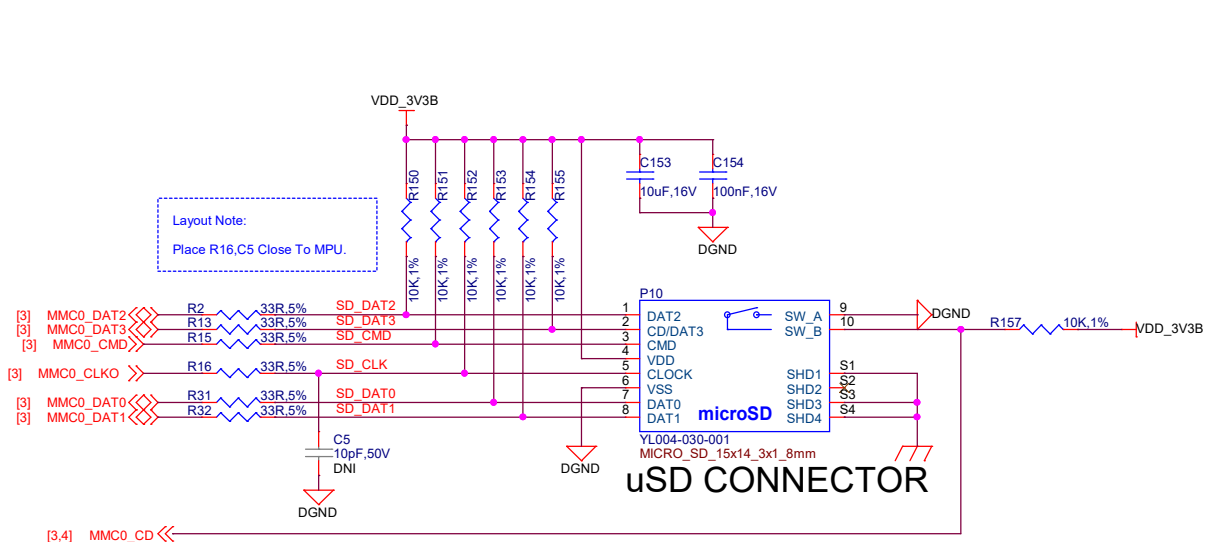 VDD_3V3B
R150
R151
R152
R153
R154
R155
10K,1%
10K,1%
10K,1%
10K,1%
10K,1%
10K,1%
C153
10uF,16V
C154
100nF,16V
DGND
Layout Note:
Place R16,C5 Close To MPU.
[3] MMC0_DAT2 R2 33R,5% SD_DAT2
[3] MMC0_DAT3 R13 33R,5% SD_DAT3
[3] MMC0_CMD R15 33R,5% SD_CMD
[3] MMC0_CLKO R16 33R,5% SD_CLK
[3] MMC0_DAT0 R31 33R,5% SD_DAT0
[3] MMC0_DAT1 R32 33R,5% SD_DAT1
P10
1 DAT2
2 CD/DAT3
3 CMD
4 VDD
5 CLOCK
6 VSS
7 DAT0
8 DAT1
SW_A 9
SW_B 10
SHD1 S1
SHD2 S2
SHD3 S3
SHD4 S4
microSD
DGND
R157 10K,1% VDD_3V3B
YL004-030-001
MICRO_SD_15x14_3x1_8mm
uSD CONNECTOR
DGND
C5
10pF,50V
DNI
DGND
[3,4] MMC0_CD